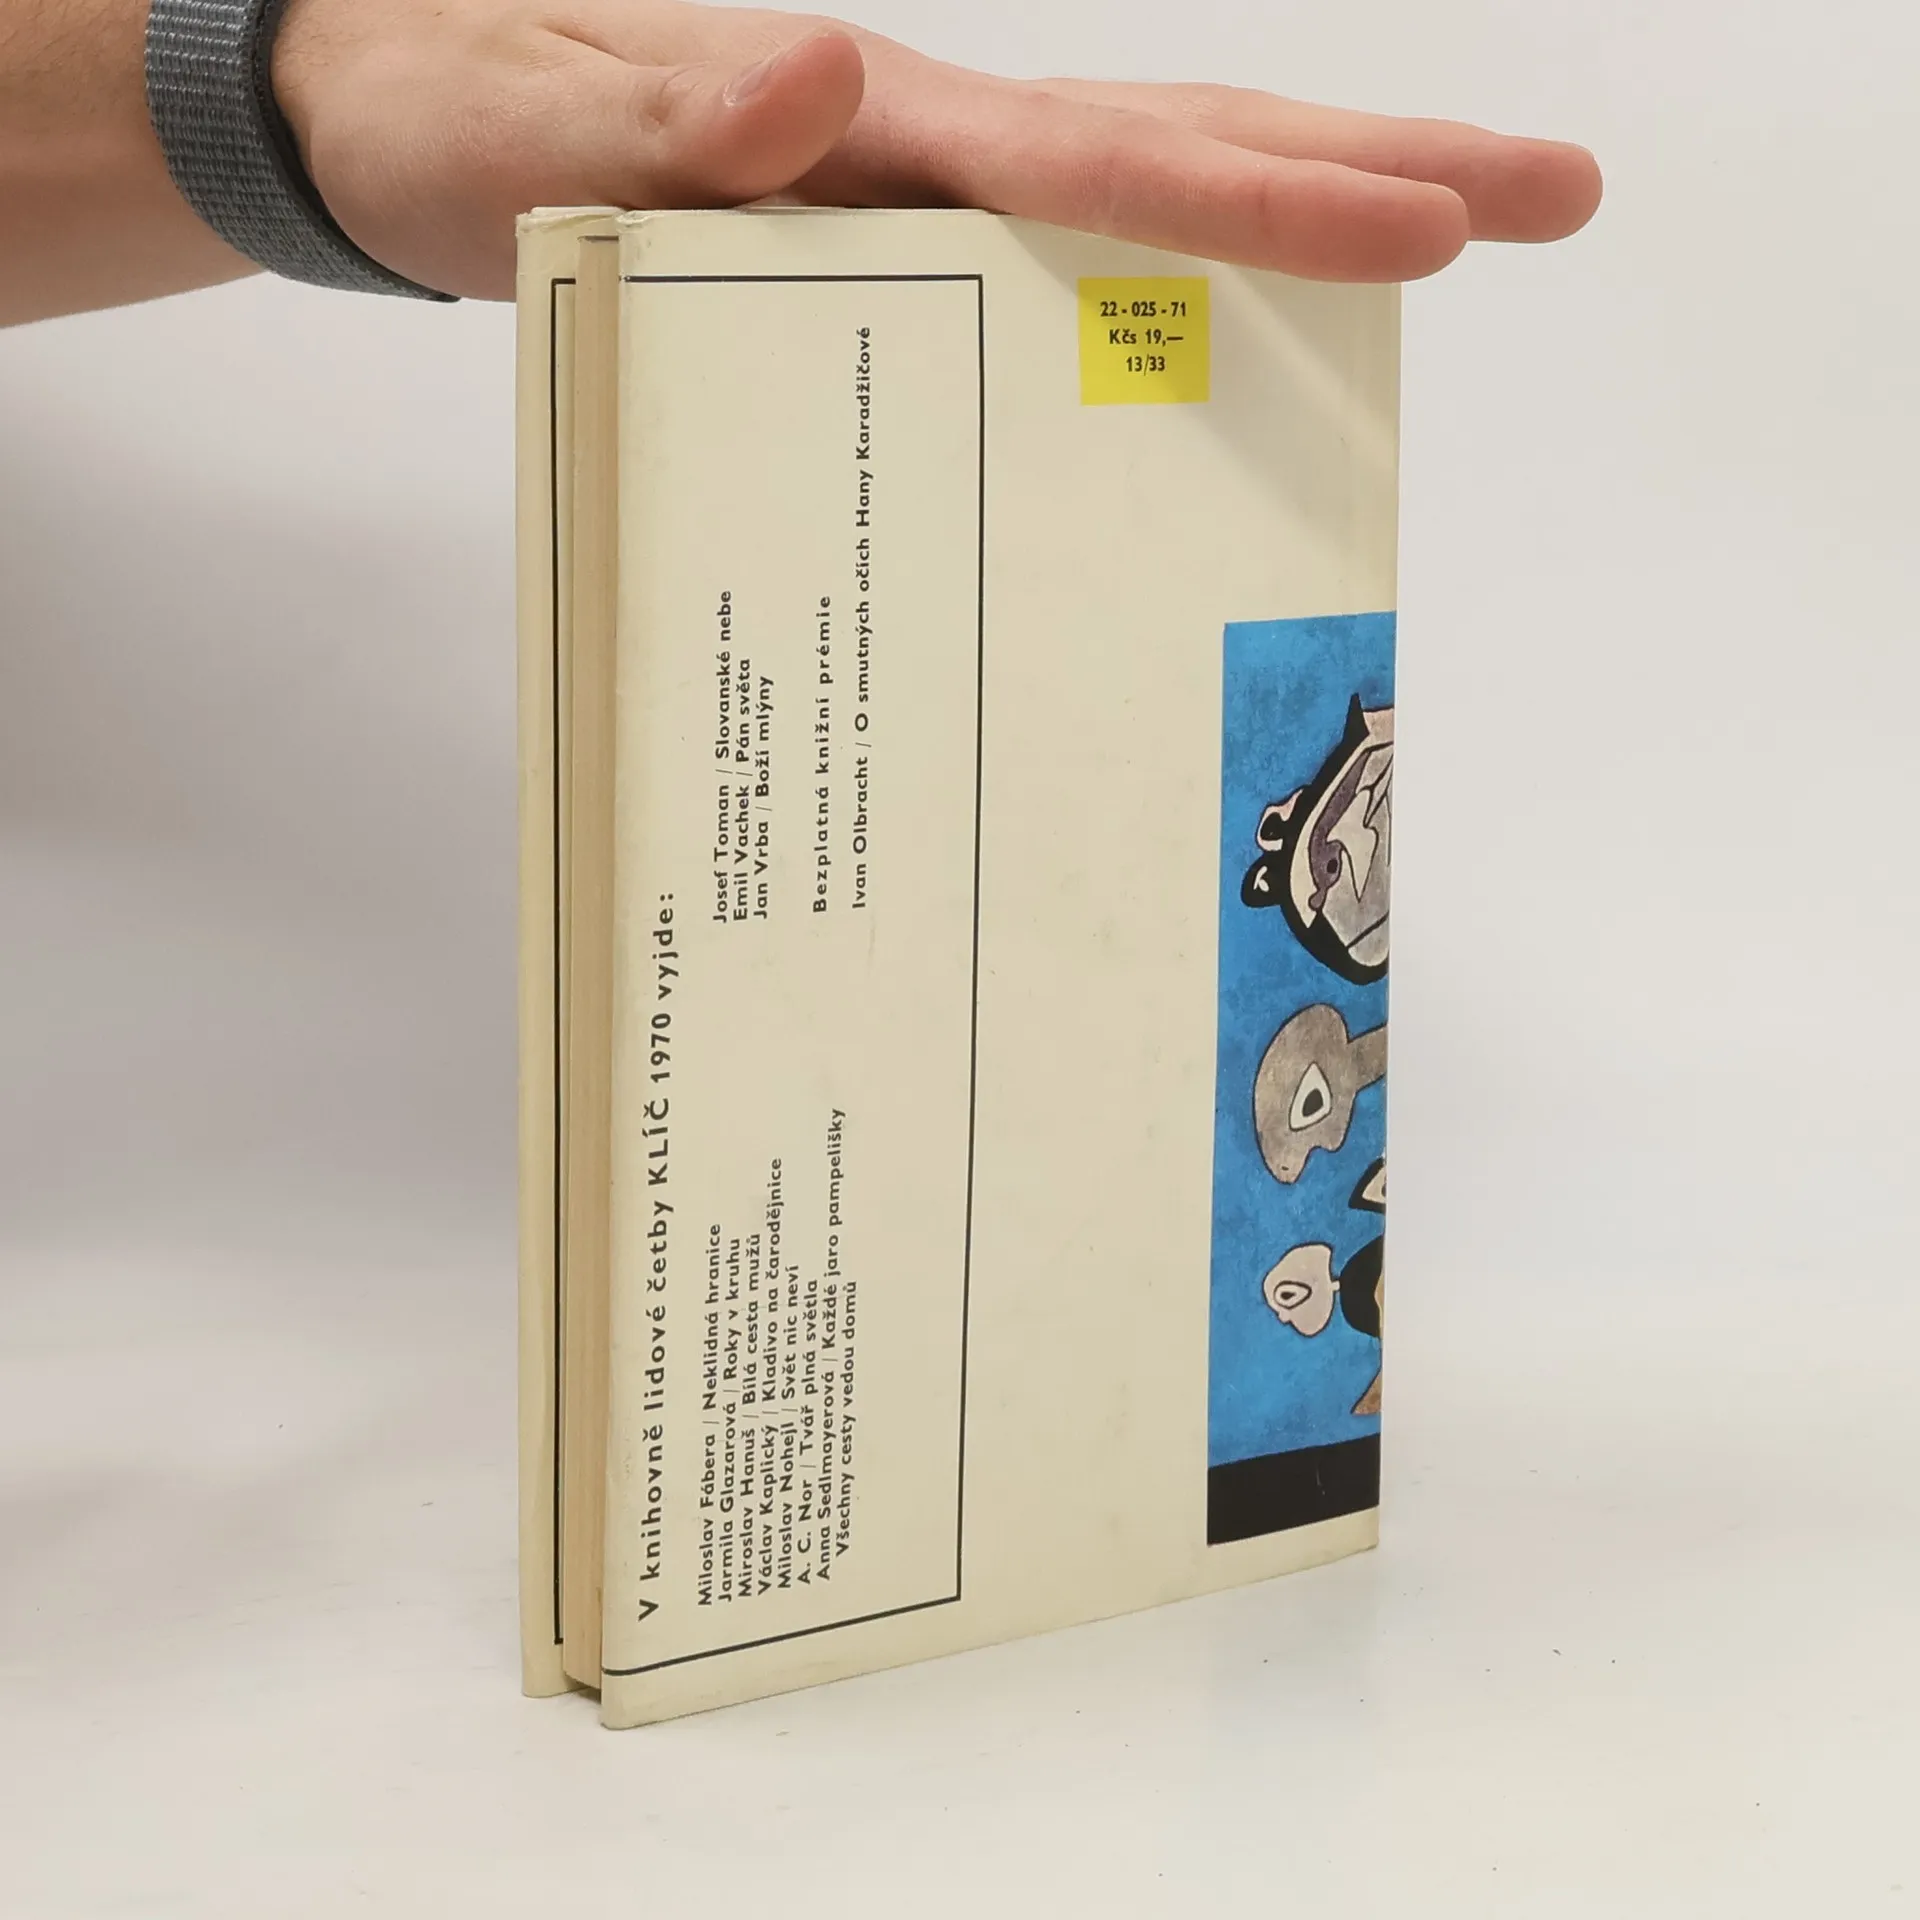 V knihovně lidové četby KLÍČ 1970 vyjde:
Miloslav Fábera / Neklidná hranice
Jarmila Glazarová / Roky v kruhu
Miroslav Hanuš / Bílá cesta mužů
Václav Kaplický / Kladivo na čarodějnice
Miloslav Nohejl / Svět nic neví
A. C. Nor / Tvář plná světla
Anna Sedlmayerová / Každé jaro pampelišky
Všechny cesty vedou domů
Josef Toman / Slovanské nebe
Emil Vachek / Pán světa
Jan Vrba / Boží mlýny
Bezplatná knižní prémie
Ivan Olbracht / O smutných očích Hany Karadžičové
22 - 025 - 71
Kčs 19,—
13/33